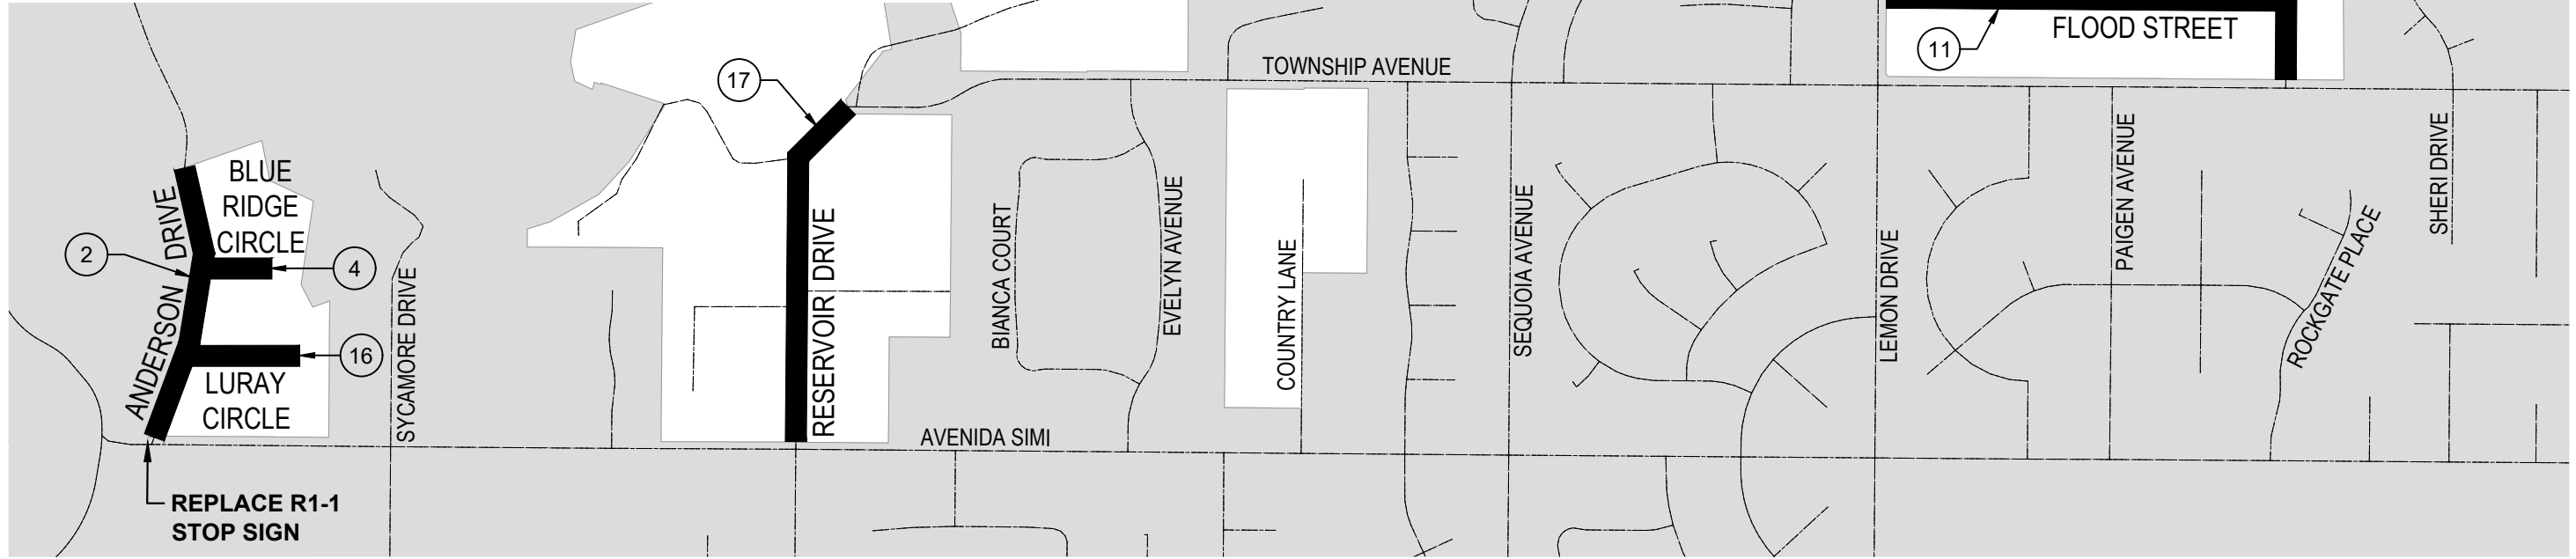 FLOOD STREET
11
TOWNSHIP AVENUE
17
BLUE
RIDGE
CIRCLE
ANDERSON DRIVE
2
4
16
LURAY
CIRCLE
SYCAMORE DRIVE
RESERVOIR DRIVE
BIANCA COURT
EVELYN AVENUE
COUNTRY LANE
SEQUOIA AVENUE
LEMON DRIVE
PAIGEN AVENUE
ROCKGATE PLACE
SHERI DRIVE
AVENIDA SIMI
REPLACE R1-1
STOP SIGN